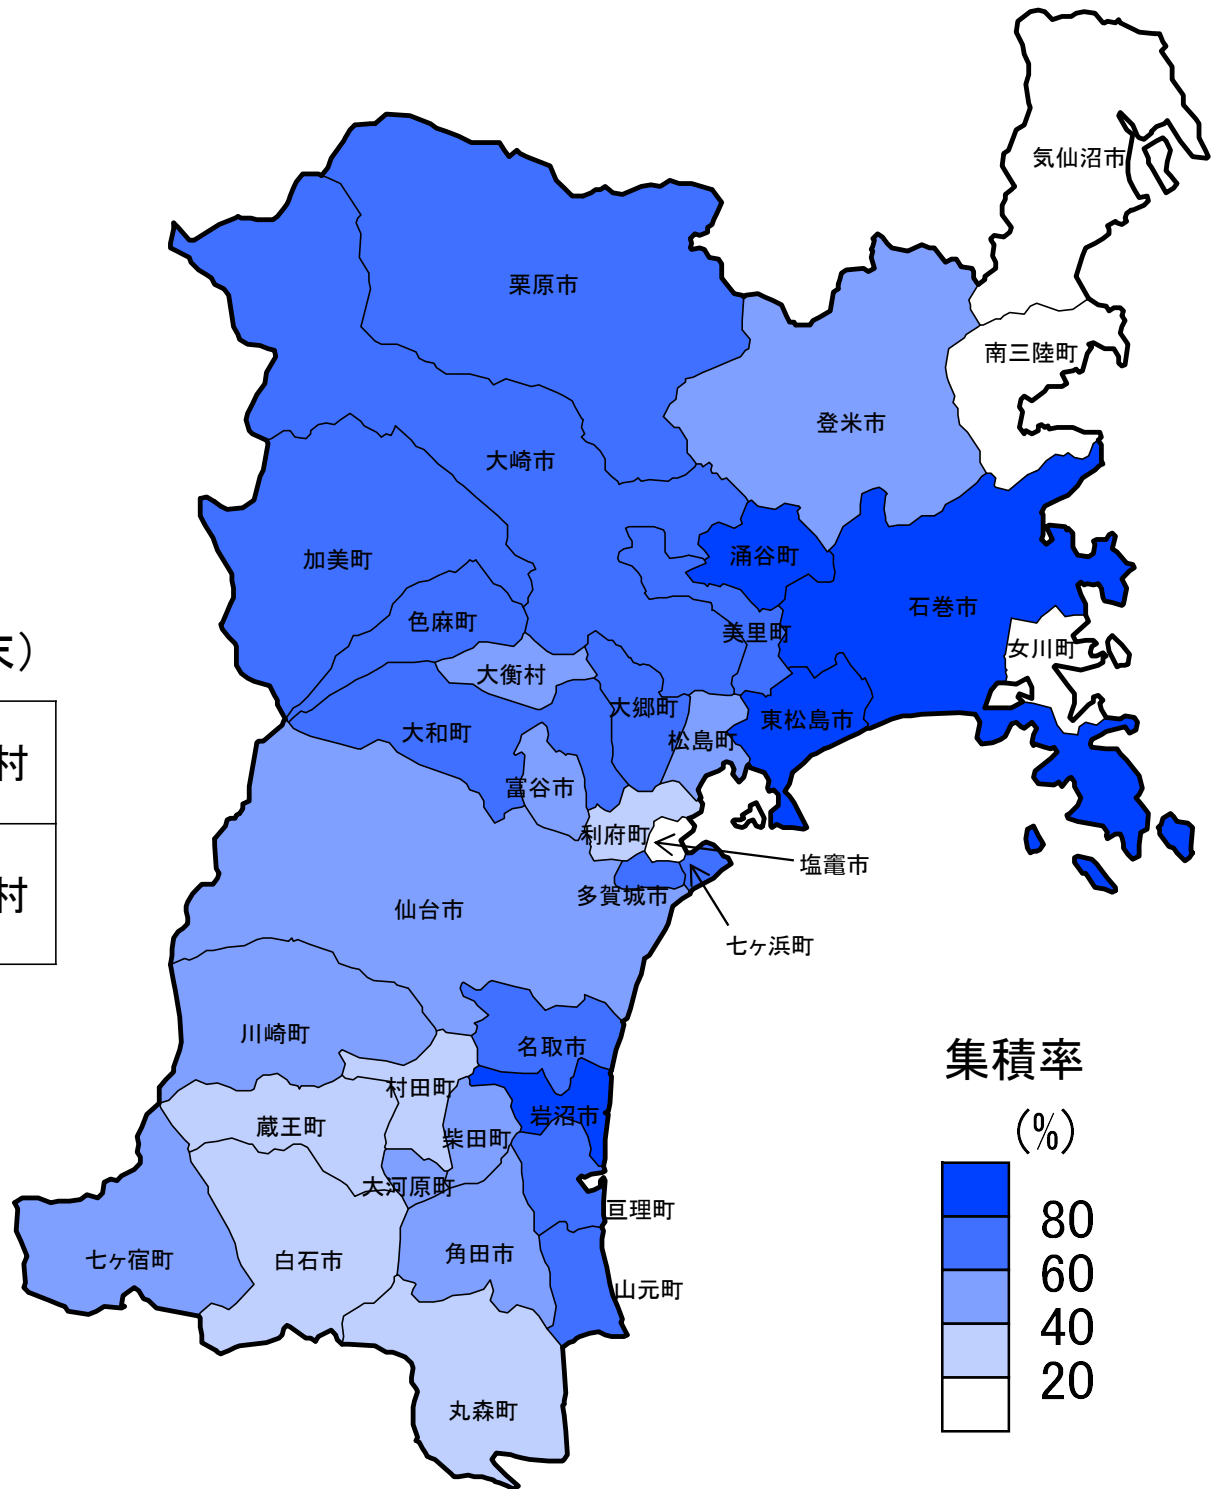 気仙沼市
栗原市
南三陸町
登米市
大崎市
涌谷町
加美町
石巻市
色麻町
美里町
女川町
末）
大衡村
大郷町
東松島市
大和町
松島町
村
富谷市
利府町
塩竈市
多賀城市
村
仙台市
七ヶ浜町
川崎町
名取市
集積率
(%)
村田町
岩沼市
蔵王町
柴田町
大河原町
亘理町
80
角田市
七ヶ宿町
白石市
60
山元町
40
20
丸森町